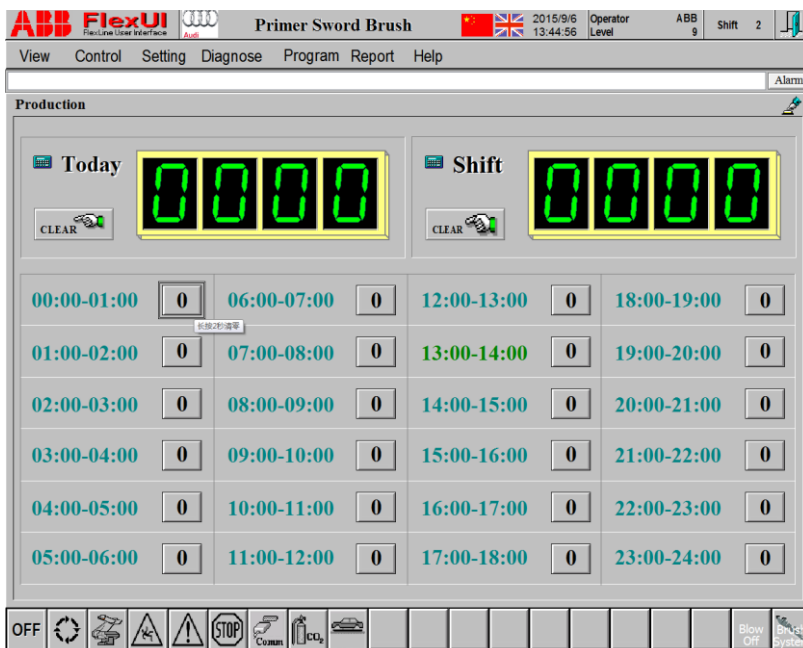 ABB FlexUI Audi Primer Sword Brush 2015/9/6 Operator ABB Shift 2
FlexLine User Interface 13:44:56 Level 9
View Control Setting Diagnose Program Report Help
Alarm
Production
Today 0000 Shift 0000
CLEAR CLEAR
00:00-01:00 0 06:00-07:00 0 12:00-13:00 0 18:00-19:00 0
长按2秒清零
01:00-02:00 0 07:00-08:00 0 13:00-14:00 0 19:00-20:00 0
02:00-03:00 0 08:00-09:00 0 14:00-15:00 0 20:00-21:00 0
03:00-04:00 0 09:00-10:00 0 15:00-16:00 0 21:00-22:00 0
04:00-05:00 0 10:00-11:00 0 16:00-17:00 0 22:00-23:00 0
05:00-06:00 0 11:00-12:00 0 17:00-18:00 0 23:00-24:00 0
OFF STOP Comm CO₂ Blow Off Brush System